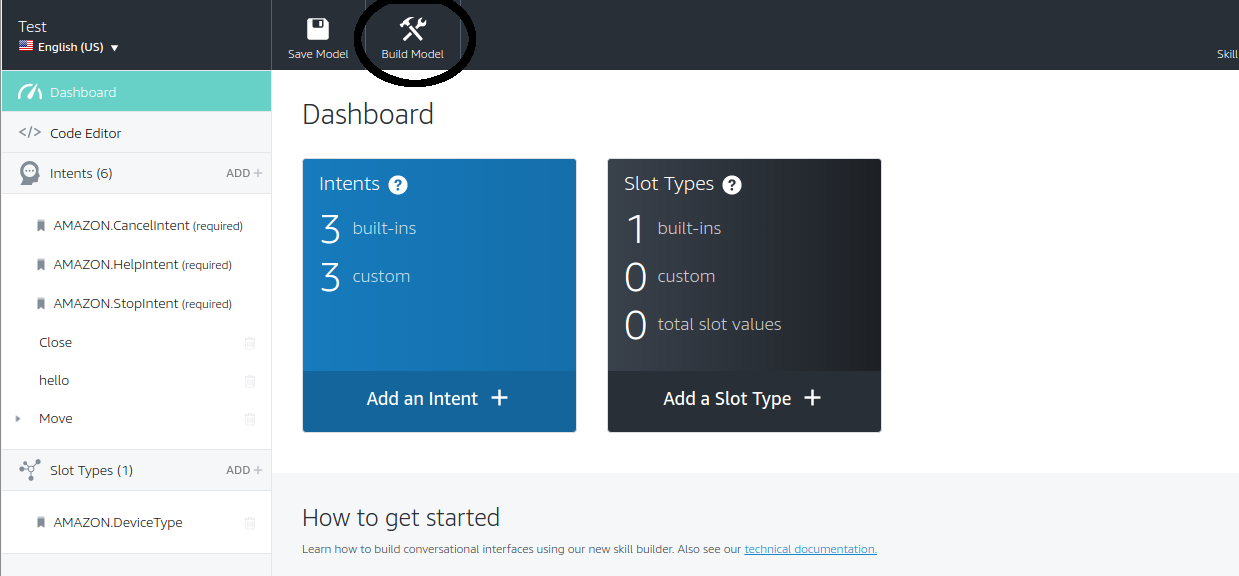 Test
English (US) ▼
Save Model
Build Model
Skill
Dashboard
</> Code Editor
Intents (6) ADD +
AMAZON.CancelIntent (required)
AMAZON.HelpIntent (required)
AMAZON.StopIntent (required)
Close
hello
Move
Slot Types (1) ADD +
AMAZON.DeviceType
Dashboard
Intents ?
3 built-ins
3 custom
Add an Intent +
Slot Types ?
1 built-ins
0 custom
0 total slot values
Add a Slot Type +
How to get started
Learn how to build conversational interfaces using our new skill builder. Also see our technical documentation.